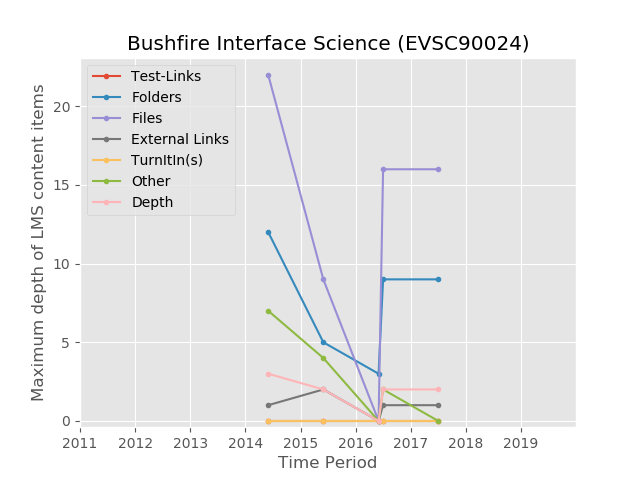 Bushfire Interface Science (EVSC90024)
Test-Links
Folders
Files
External Links
TurnItIn(s)
Other
Depth
Maximum depth of LMS content items
20
15
10
5
0
2011 2012 2013 2014 2015 2016 2017 2018 2019
Time Period